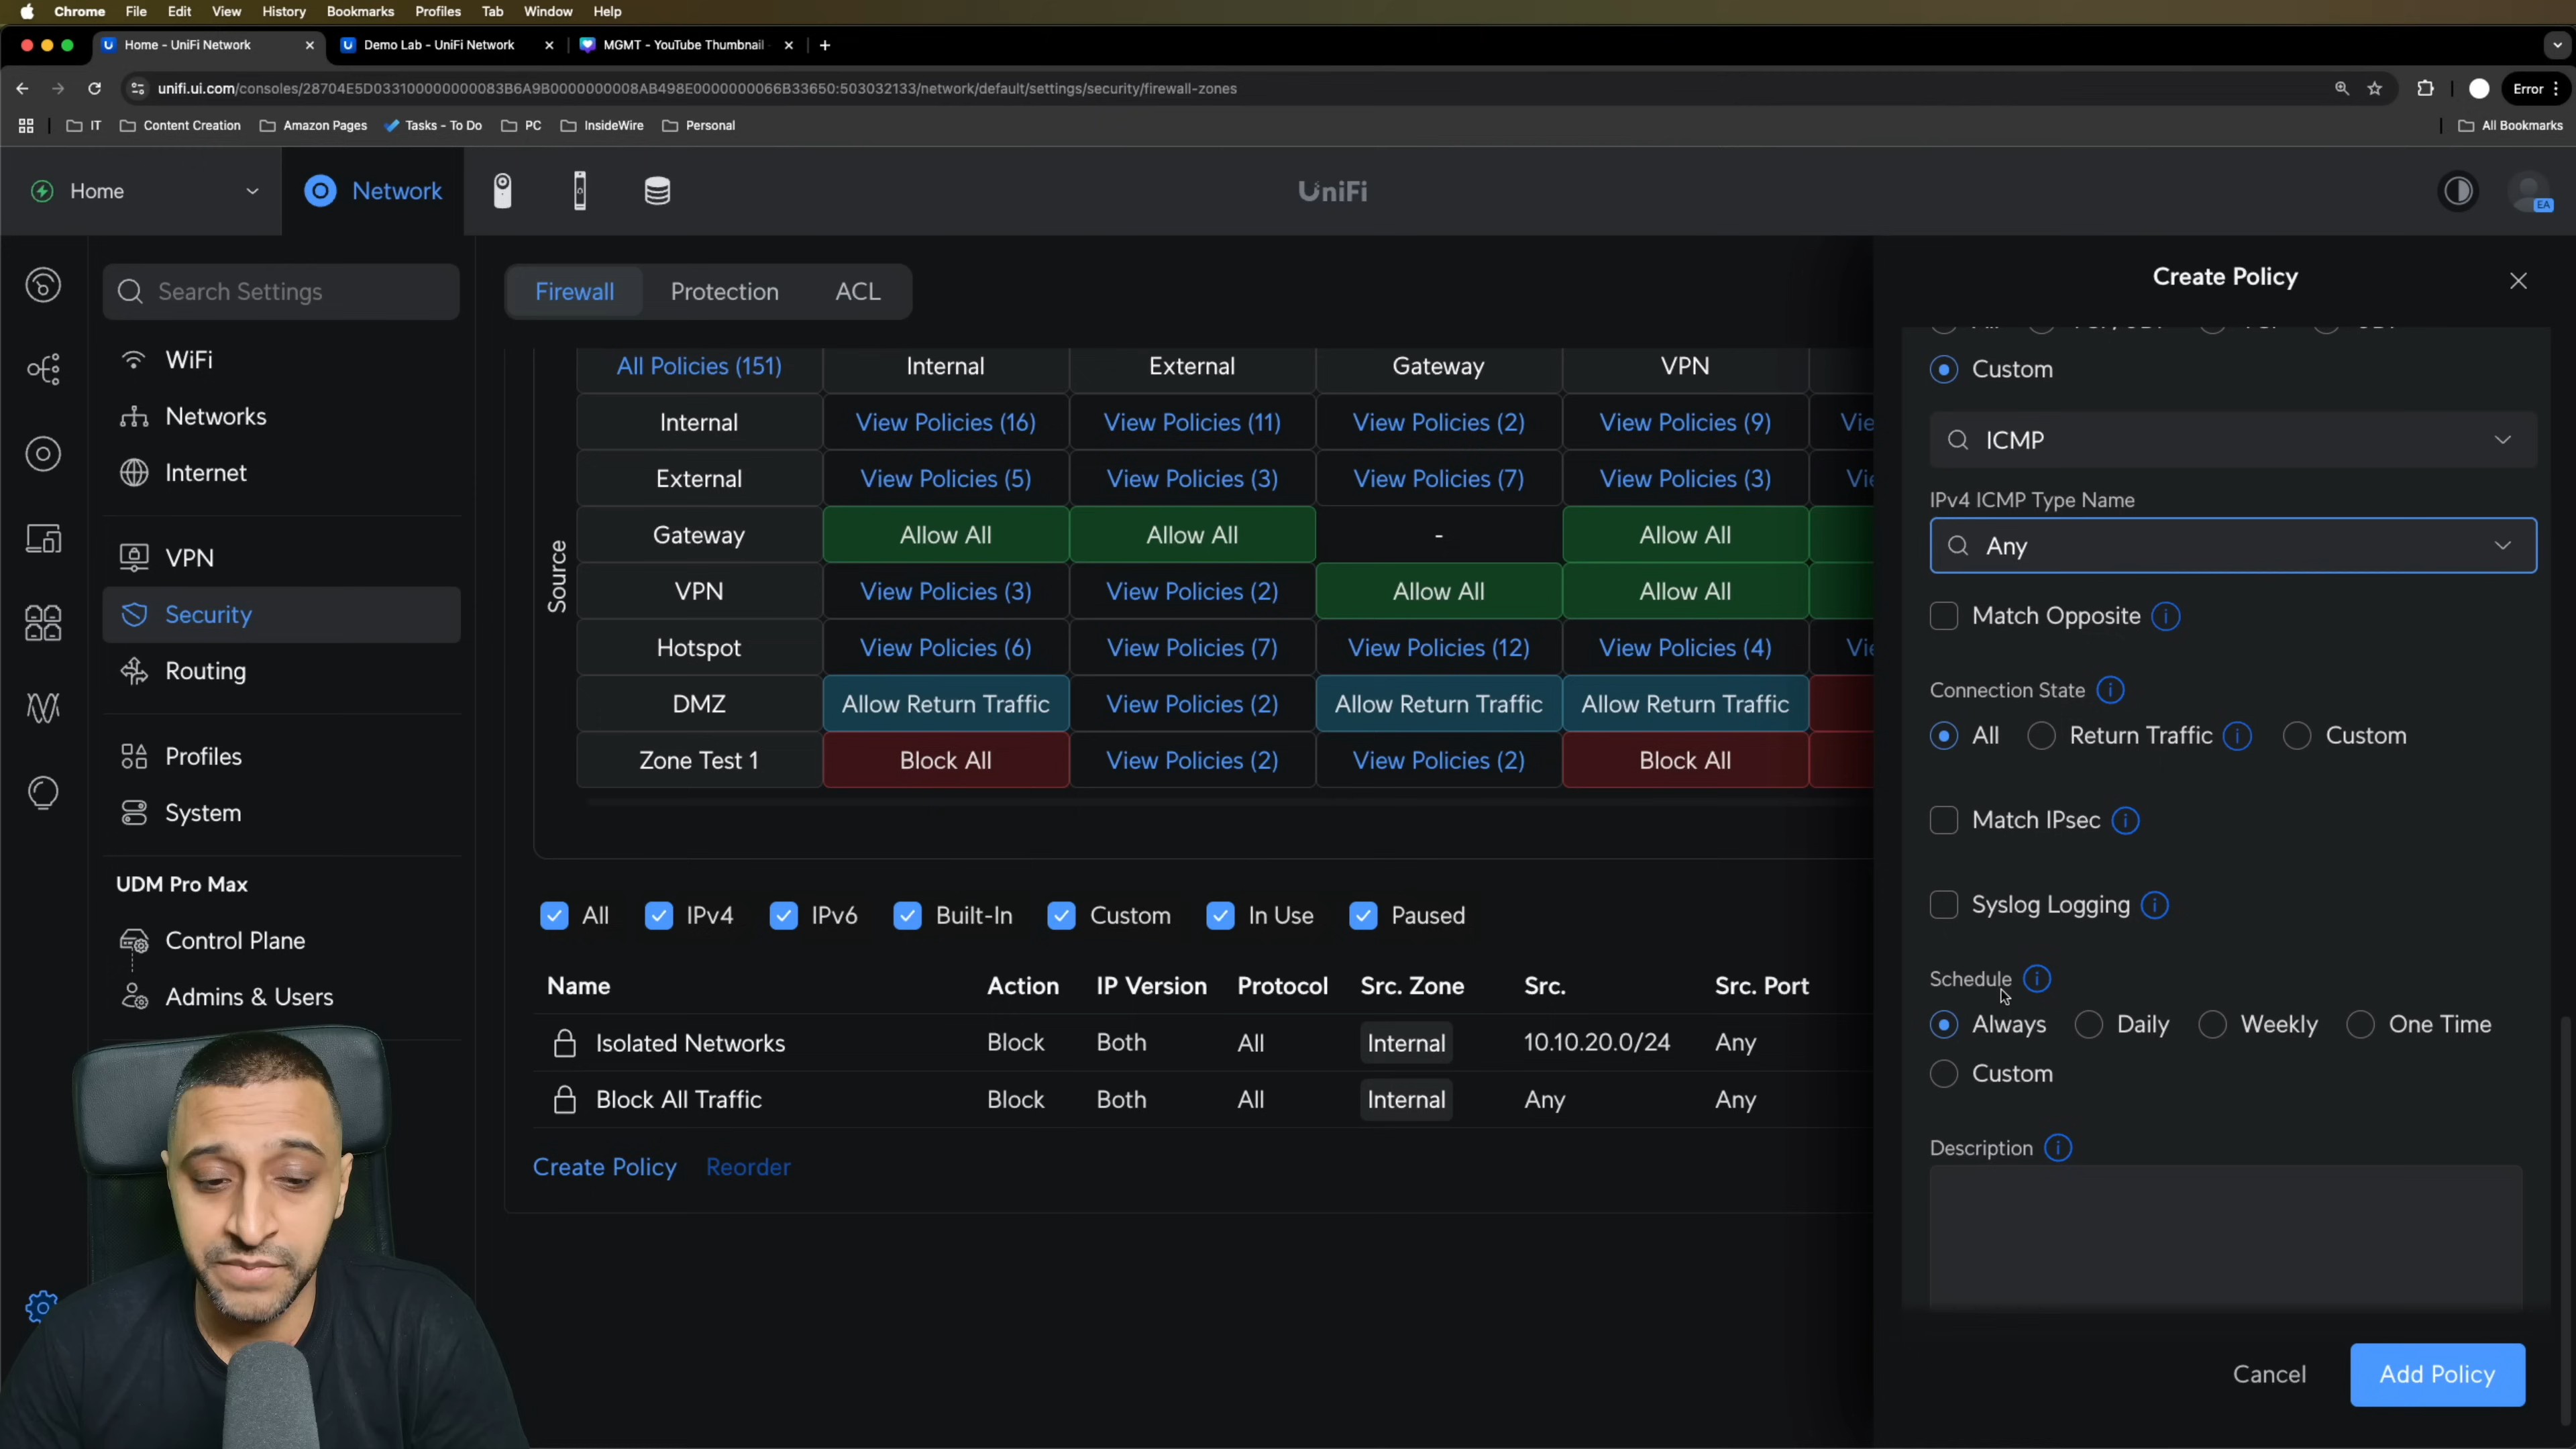 Chrome File Edit View History Bookmarks Profiles Tab Window Help
Home - UniFi Network Demo Lab - UniFi Network MGMT - YouTube Thumbnail
unifi.ui.com/consoles/28704E5D033100000000083B6A9B0000000008AB498E0000000066B33650:503032133/network/default/settings/security/firewall-zones Error
IT Content Creation Amazon Pages Tasks - To Do PC InsideWire Personal All Bookmarks
Home Network UniFi EA
Search Settings
WiFi
Networks
Internet
VPN
Security
Routing
Profiles
System
UDM Pro Max
Control Plane
Admins & Users
Firewall Protection ACL
All Policies (151) Internal External Gateway VPN
Source
Internal View Policies (16) View Policies (11) View Policies (2) View Policies (9) Vie
External View Policies (5) View Policies (3) View Policies (7) View Policies (3) Vie
Gateway Allow All Allow All - Allow All
VPN View Policies (3) View Policies (2) Allow All Allow All
Hotspot View Policies (6) View Policies (7) View Policies (12) View Policies (4) Vie
DMZ Allow Return Traffic View Policies (2) Allow Return Traffic Allow Return Traffic
Zone Test 1 Block All View Policies (2) View Policies (2) Block All
All IPv4 IPv6 Built-In Custom In Use Paused
Name Action IP Version Protocol Src. Zone Src. Src. Port
Isolated Networks Block Both All Internal 10.10.20.0/24 Any
Block All Traffic Block Both All Internal Any Any
Create Policy Reorder
Create Policy
Custom
ICMP
IPv4 ICMP Type Name
Any
Match Opposite
Connection State
All Return Traffic Custom
Match IPsec
Syslog Logging
Schedule
Always Daily Weekly One Time
Custom
Description
Cancel Add Policy